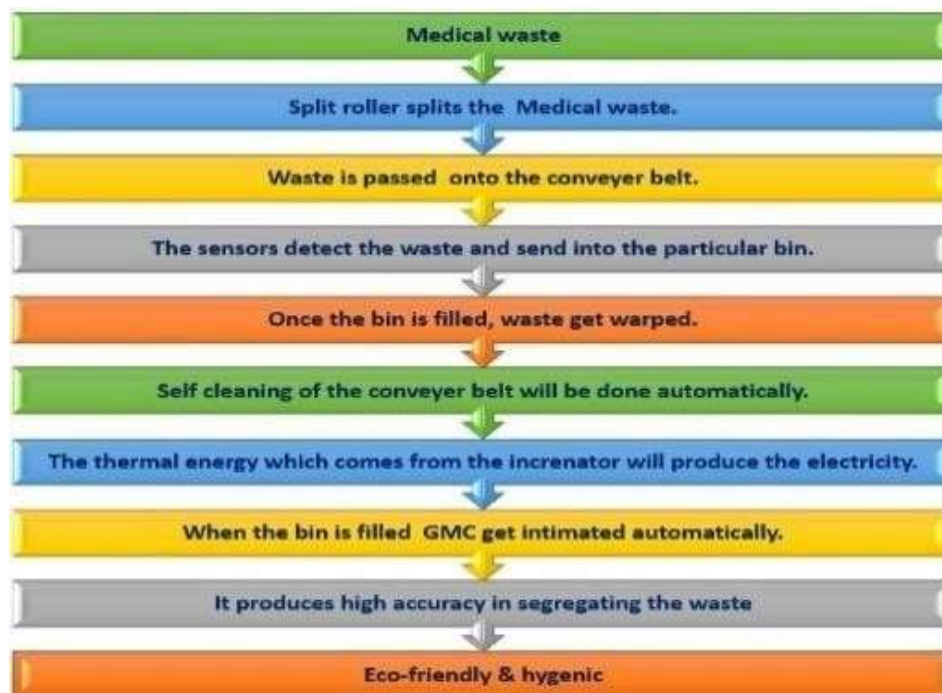 Medical waste
Split roller splits the Medical waste.
Waste is passed onto the conveyer belt.
The sensors detect the waste and send into the particular bin.
Once the bin is filled, waste get warped.
Self cleaning of the conveyer belt will be done automatically.
The thermal energy which comes from the increnator will produce the electricity.
When the bin is filled GMC get intimated automatically.
It produces high accuracy in segregating the waste
Eco-friendly & hygenic